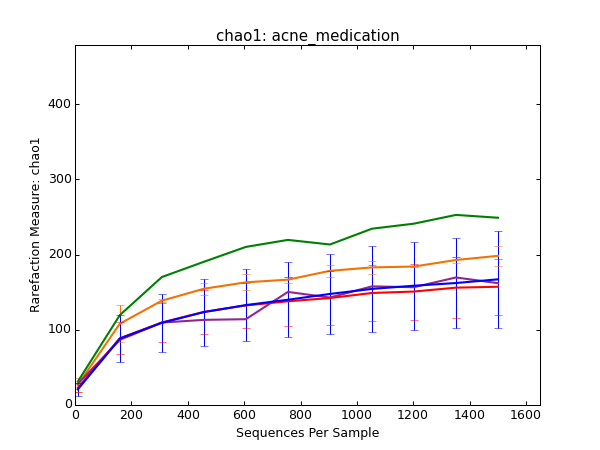 chao1: acne_medication
Rarefaction Measure: chao1
400
300
200
100
0
0 200 400 600 800 1000 1200 1400 1600
Sequences Per Sample